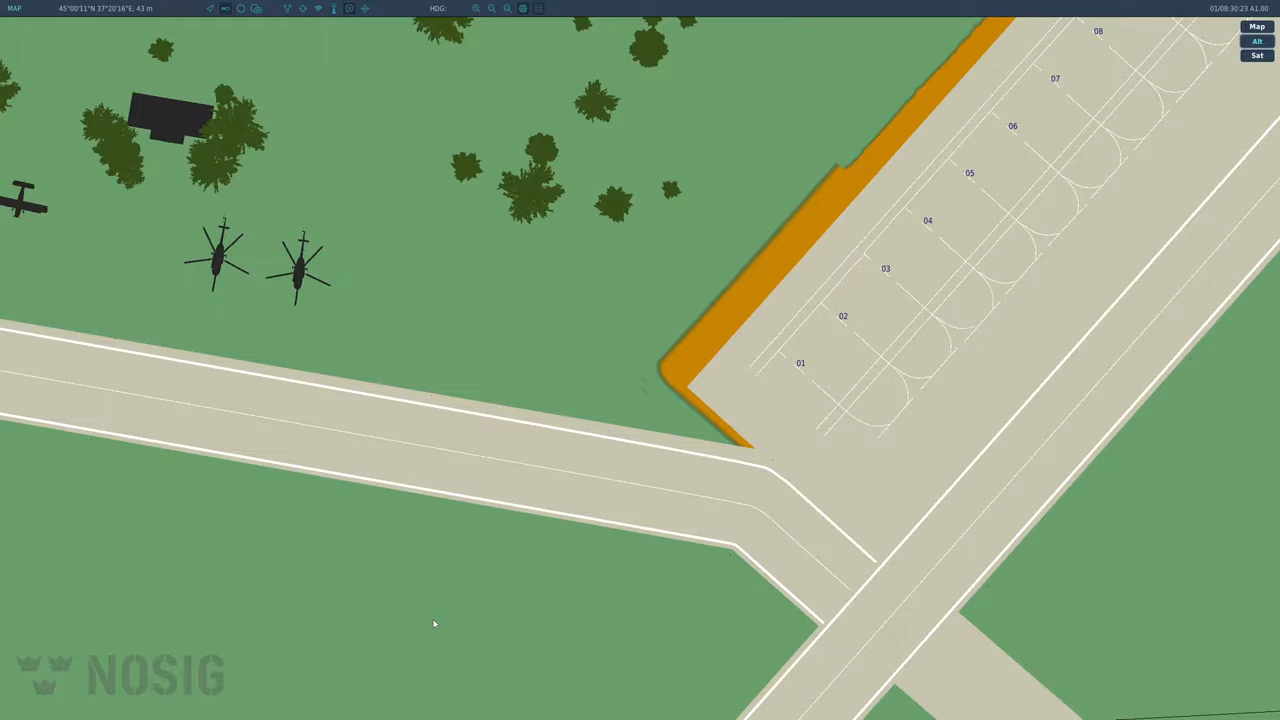 MAP
45°00'11"N 37°20'16"E, 43 m
HDG:
01/08:30:23 A1.00
Map
Alt
Sat
08
07
06
05
04
03
02
01
NOSIG